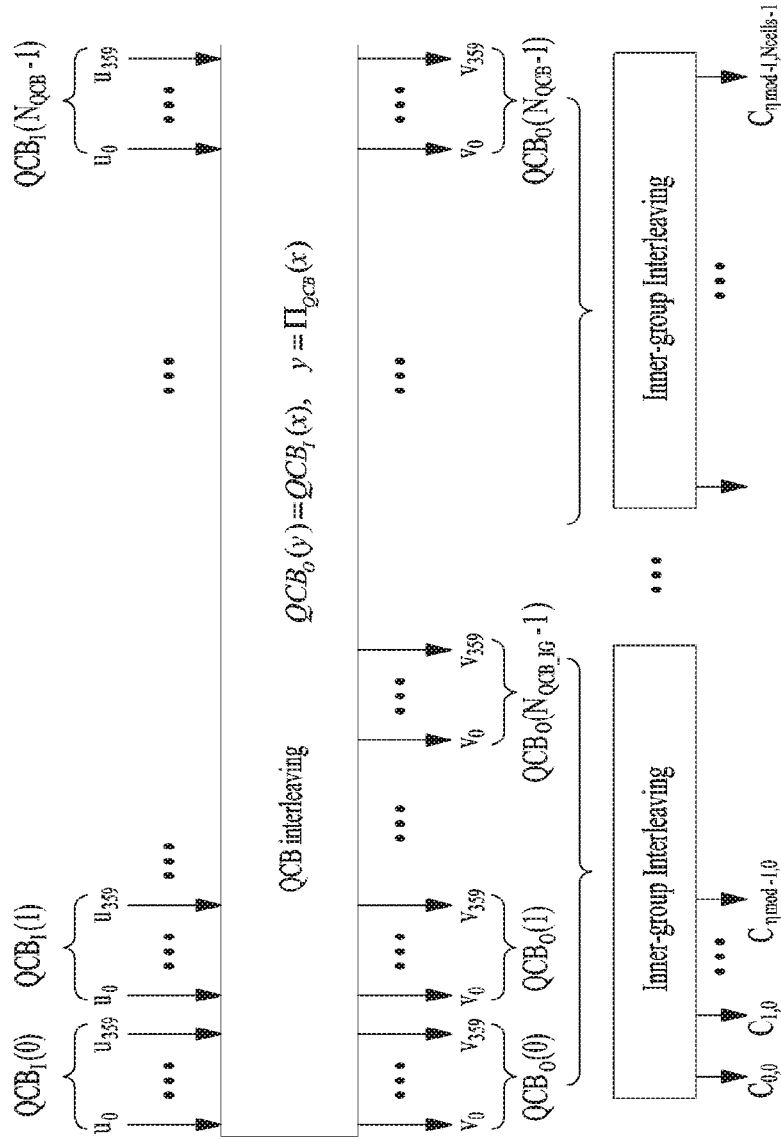 QCB_I(0) QCB_I(1) QCB_I(N_QCB-1)
u_0 u_359 u_0 u_359 u_0 u_359
QCB interleaving QCB_O(y)=QCB_I(x), y=∏_QCB(x)
v_0 v_359 v_0 v_359 v_0 v_359 v_0 v_359
QCB_O(0) QCB_O(1) QCB_O(N_QCB_IG-1) QCB_O(N_QCB-1)
Inner-group Interleaving Inner-group Interleaving
C_0,0 C_1,0 C_ηmod-1,0 C_ηmod-1,Ncells-1